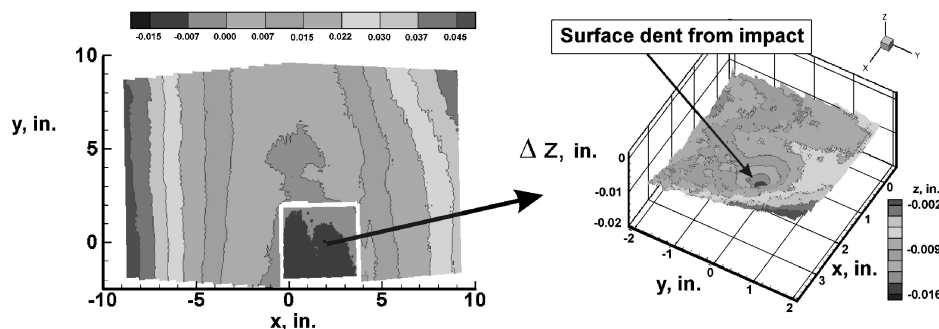 -0.015 -0.007 0.000 0.007 0.015 0.022 0.030 0.037 0.045
10
5
0
y, in.
-10 -5 0 5 10
x, in.
Surface dent from impact
Z
Y
X
Δ Z, in.
0
-0.01
-0.02
-2 -1 0 1 2
y, in.
0
1
2
3
x, in.
z, in.
-0.002
-0.009
-0.016